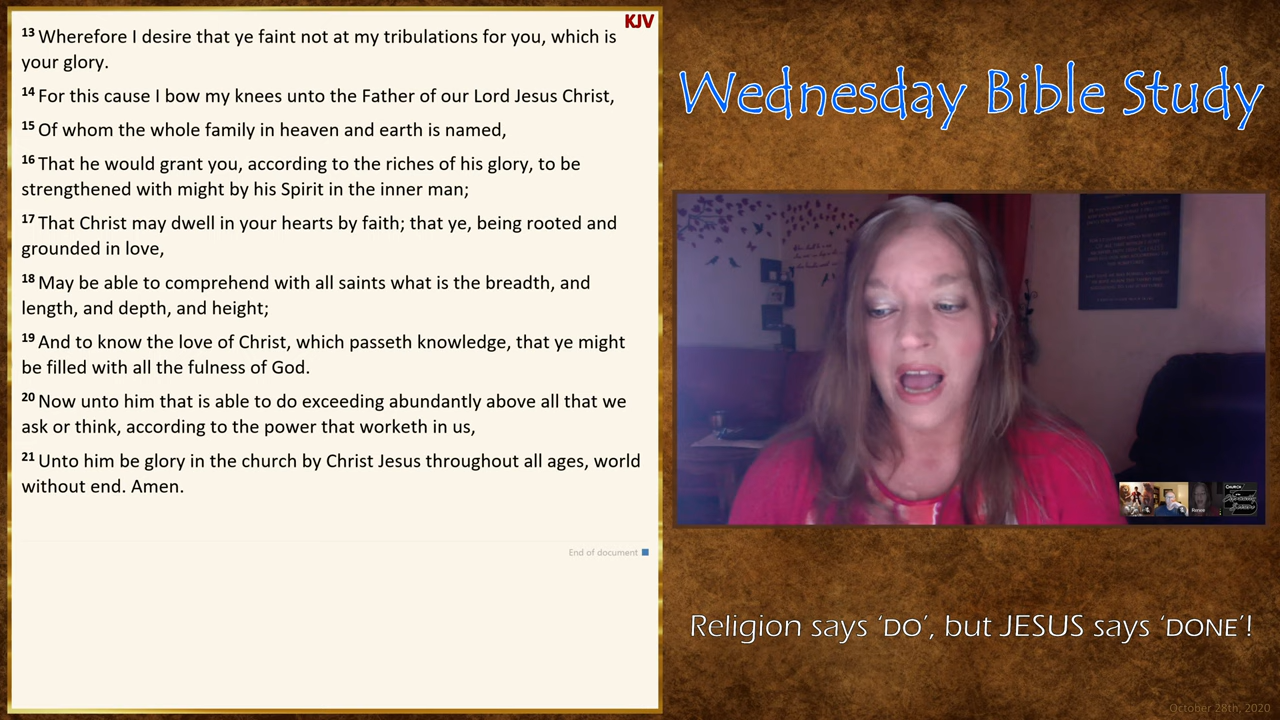 KJV
13 Wherefore I desire that ye faint not at my tribulations for you, which is
your glory.
14 For this cause I bow my knees unto the Father of our Lord Jesus Christ,
15 Of whom the whole family in heaven and earth is named,
16 That he would grant you, according to the riches of his glory, to be
strengthened with might by his Spirit in the inner man;
17 That Christ may dwell in your hearts by faith; that ye, being rooted and
grounded in love,
18 May be able to comprehend with all saints what is the breadth, and
length, and depth, and height;
19 And to know the love of Christ, which passeth knowledge, that ye might
be filled with all the fulness of God.
20 Now unto him that is able to do exceeding abundantly above all that we
ask or think, according to the power that worketh in us,
21 Unto him be glory in the church by Christ Jesus throughout all ages, world
without end. Amen.
End of document
Wednesday Bible Study
Renee
CHURCH
Religion says ‘DO’, but JESUS says ‘DONE’!
October 28th, 2020